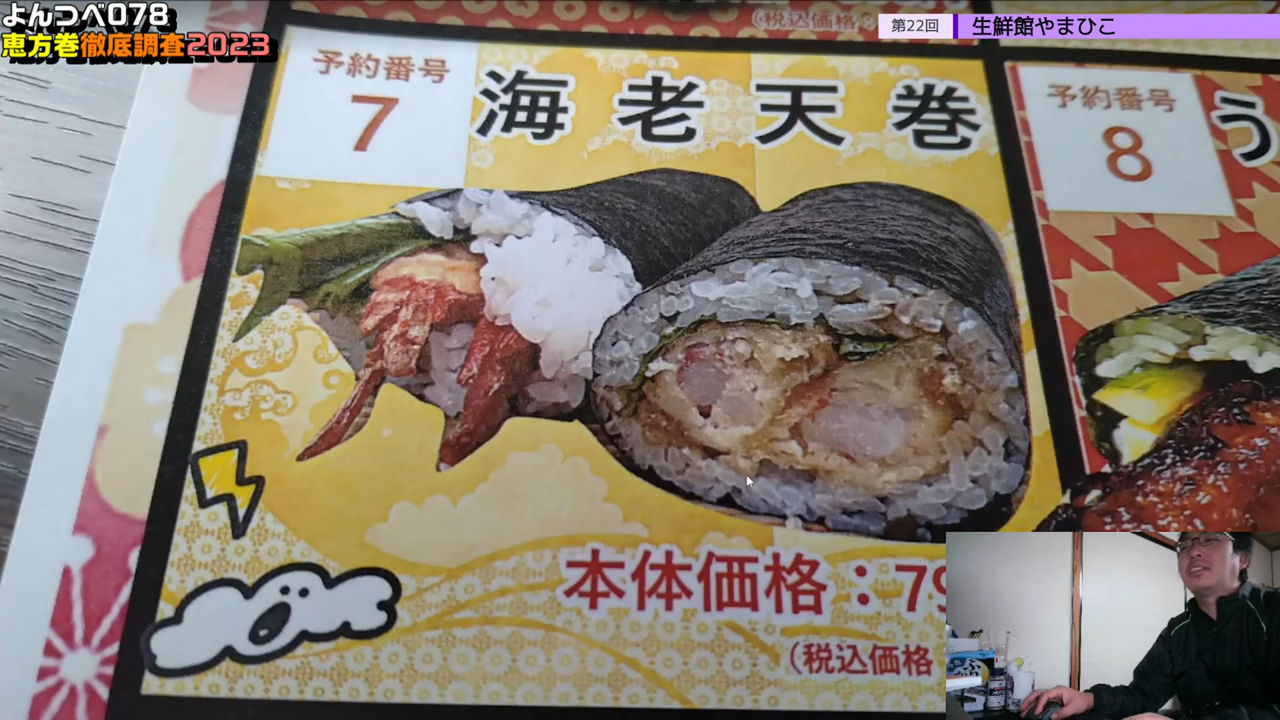 よんつべ078
恵方巻徹底調査2023
第22回
生鮮館やまひこ
(税込価格:
予約番号
7
海老天巻
予約番号
8
う
本体価格:79
(税込価格